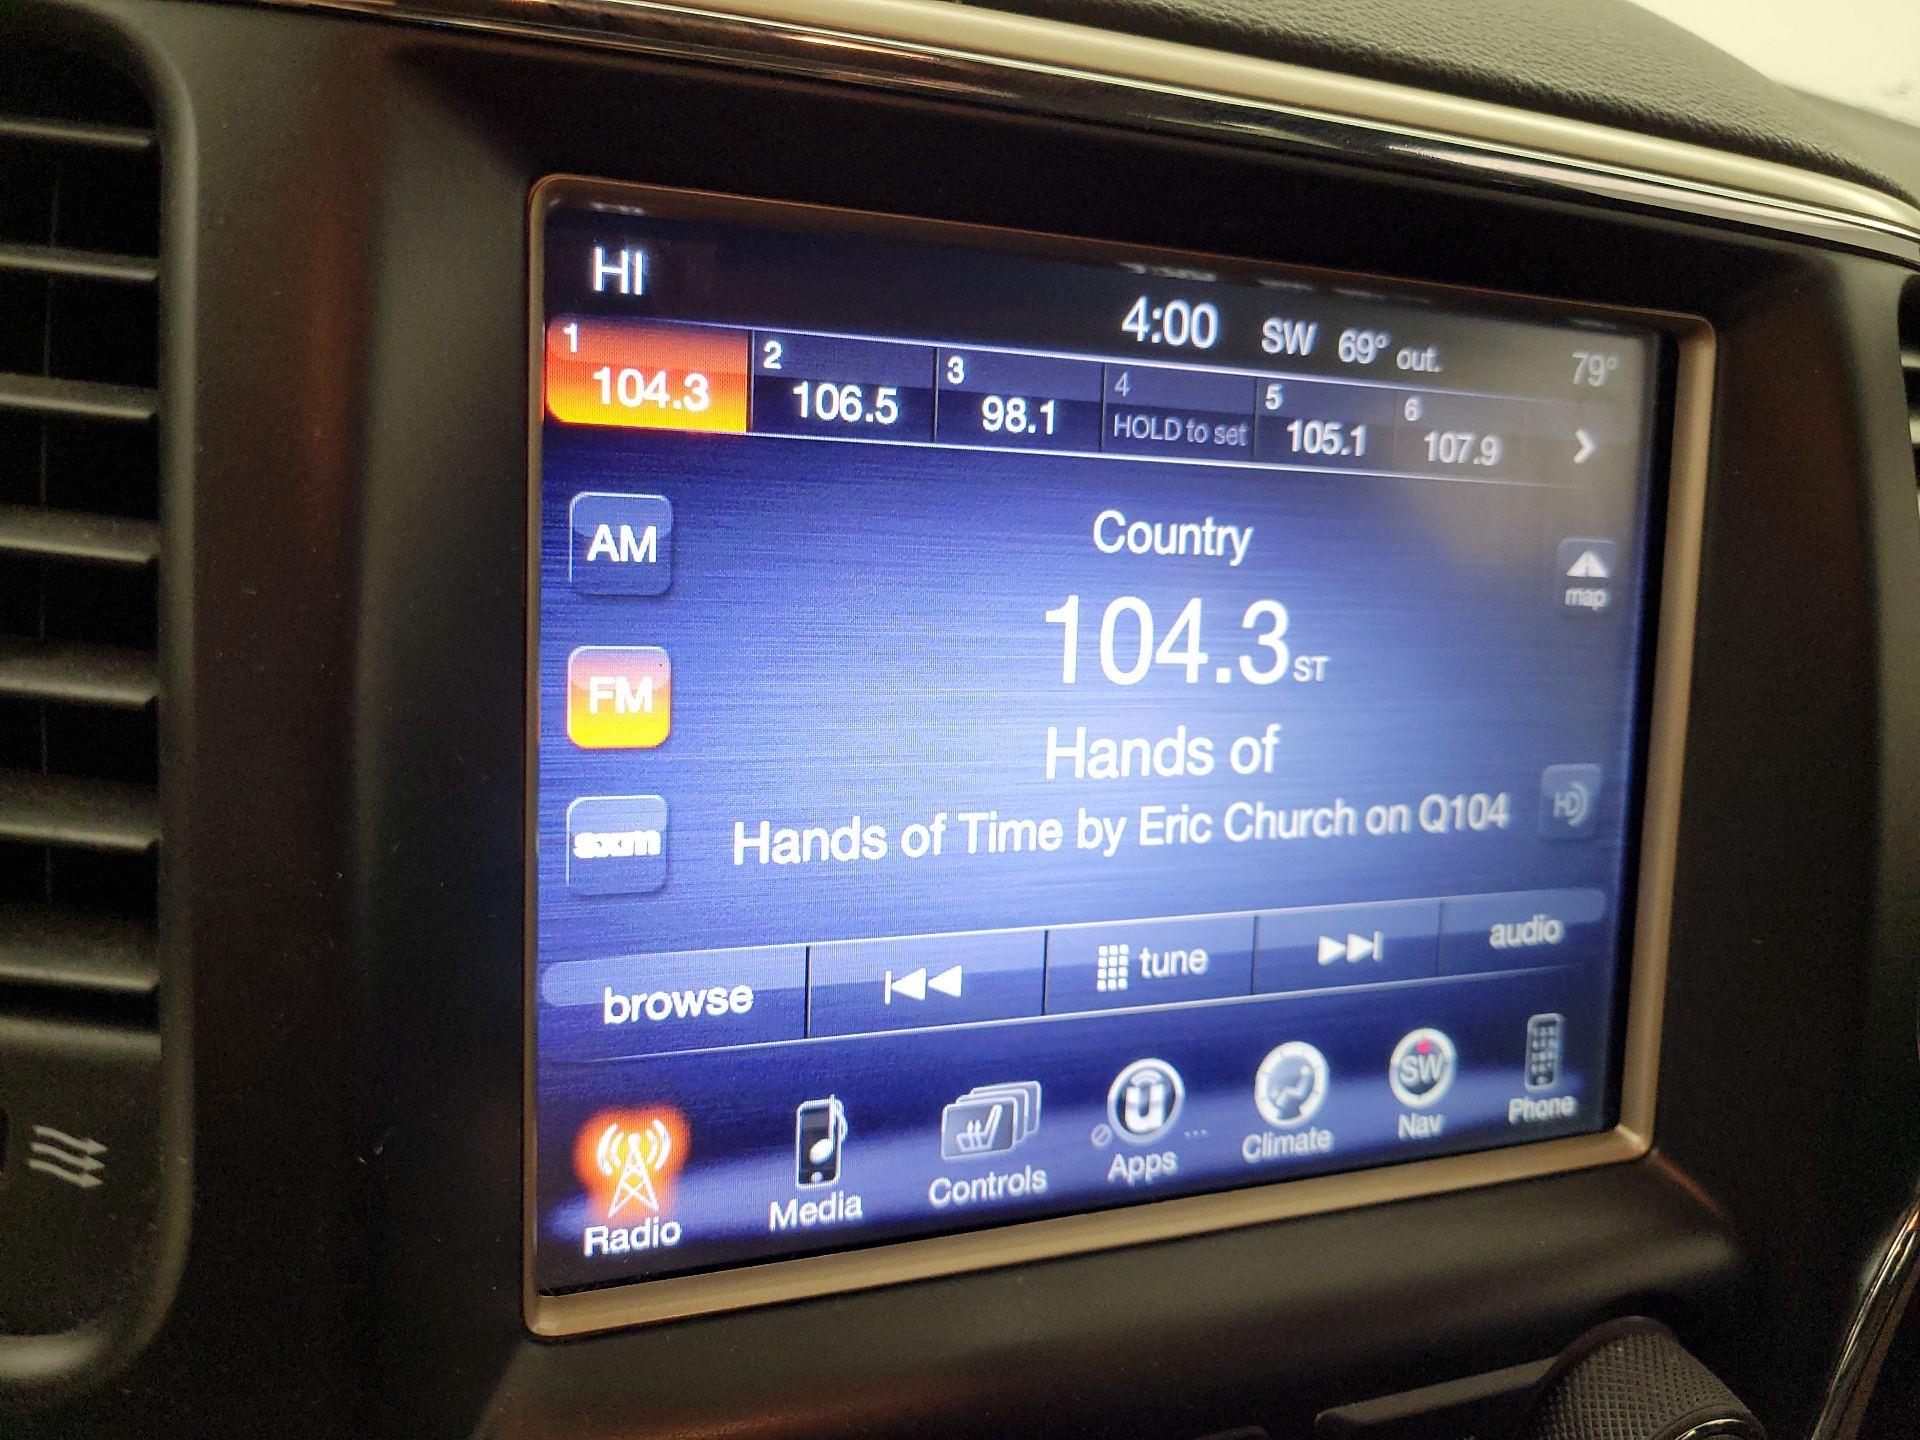 HI
4:00 SW 69° out. 79°
1 2 3 4 5 6
104.3 106.5 98.1 HOLD to set 105.1 107.9
AM
Country
map
104.3 ST
FM
Hands of
HD
Hands of Time by Eric Church on Q104
sxm
browse tune audio
SW
Radio Media Controls Apps Climate Nav Phone